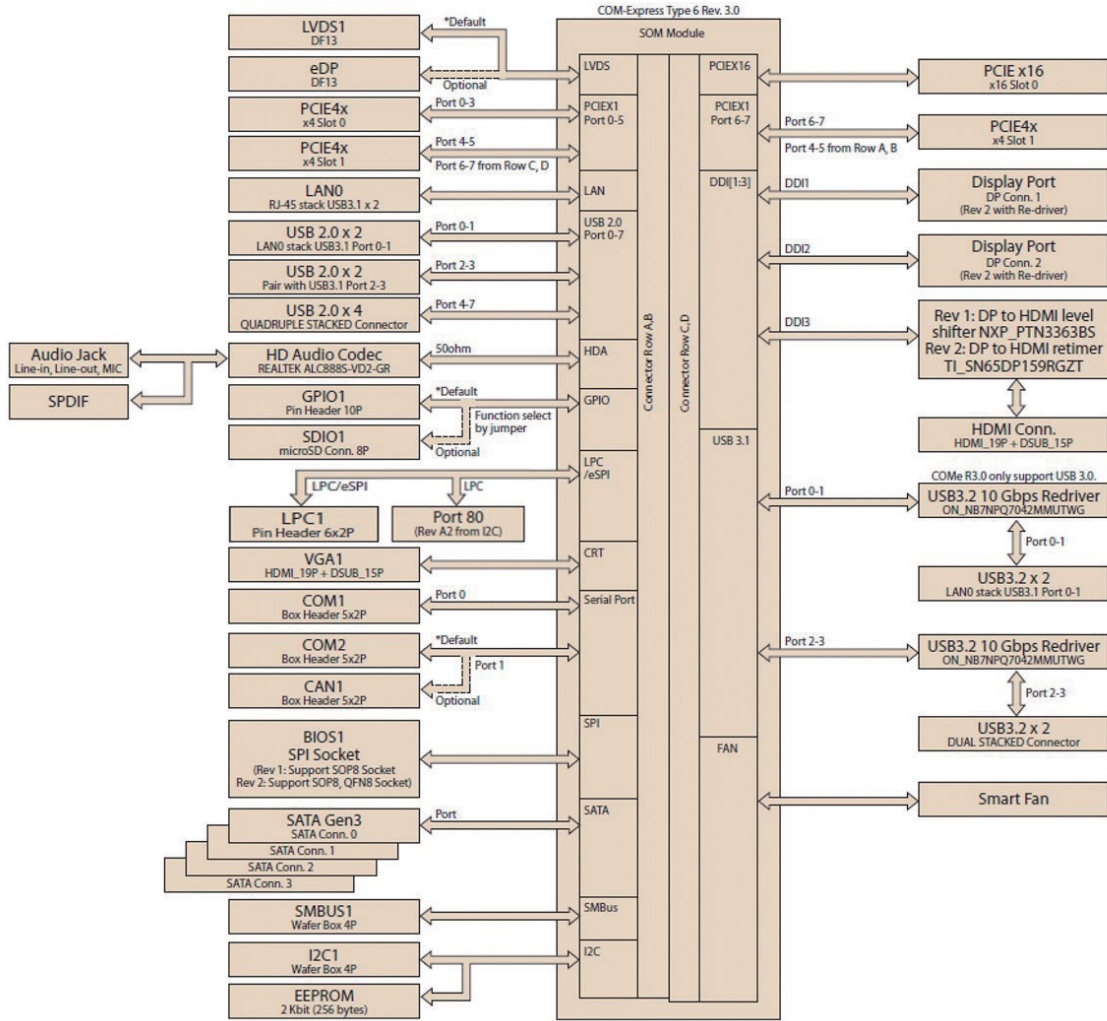 COM-Express Type 6 Rev. 3.0
SOM Module
LVDS1
DF13
*Default
eDP
DF13
Optional
PCIE4x
x4 Slot 0
Port 0-3
PCIE4x
x4 Slot 1
Port 4-5
Port 6-7 from Row C, D
LAN0
RJ-45 stack USB3.1 x 2
USB 2.0 x 2
LAN0 stack USB3.1 Port 0-1
Port 0-1
USB 2.0 x 2
Pair with USB3.1 Port 2-3
Port 2-3
USB 2.0 x 4
QUADRUPLE STACKED Connector
Port 4-7
Audio Jack
Line-in, Line-out, MIC
SPDIF
HD Audio Codec
REALTEK ALC888S-VD2-GR
50ohm
GPIO1
Pin Header 10P
*Default
Function select
by jumper
SDIO1
microSD Conn. 8P
Optional
LPC/eSPI
LPC
LPC1
Pin Header 6x2P
Port 80
(Rev A2 from I2C)
VGA1
HDMI_19P + DSUB_15P
COM1
Box Header 5x2P
Port 0
COM2
Box Header 5x2P
*Default
Port 1
CAN1
Box Header 5x2P
Optional
BIOS1
SPI Socket
(Rev 1: Support SOP8 Socket
Rev 2: Support SOP8, QFN8 Socket)
SATA Gen3
SATA Conn. 0
Port
SATA Conn. 1
SATA Conn. 2
SATA Conn. 3
SMBUS1
Wafer Box 4P
I2C1
Wafer Box 4P
EEPROM
2 Kbit (256 bytes)
LVDS
PCIEX1
Port 0-5
LAN
USB 2.0
Port 0-7
HDA
GPIO
LPC
/eSPI
CRT
Serial Port
SPI
SATA
SMBus
I2C
Connector Row A,B
Connector Row C,D
PCIEX16
PCIEX1
Port 6-7
DDI[1:3]
USB 3.1
FAN
PCIE x16
x16 Slot 0
Port 6-7
Port 4-5 from Row A, B
PCIE4x
x4 Slot 1
DDI1
Display Port
DP Conn. 1
(Rev 2 with Re-driver)
DDI2
Display Port
DP Conn. 2
(Rev 2 with Re-driver)
DDI3
Rev 1: DP to HDMI level
shifter NXP_PTN3363BS
Rev 2: DP to HDMI retimer
TI_SN65DP159RGZT
HDMI Conn.
HDMI_19P + DSUB_15P
COMe R3.0 only support USB 3.0.
Port 0-1
USB3.2 10 Gbps Redriver
ON_NB7NPQ7042MMUTWG
Port 0-1
USB3.2 x 2
LAN0 stack USB3.1 Port 0-1
Port 2-3
USB3.2 10 Gbps Redriver
ON_NB7NPQ7042MMUTWG
Port 2-3
USB3.2 x 2
DUAL STACKED Connector
Smart Fan